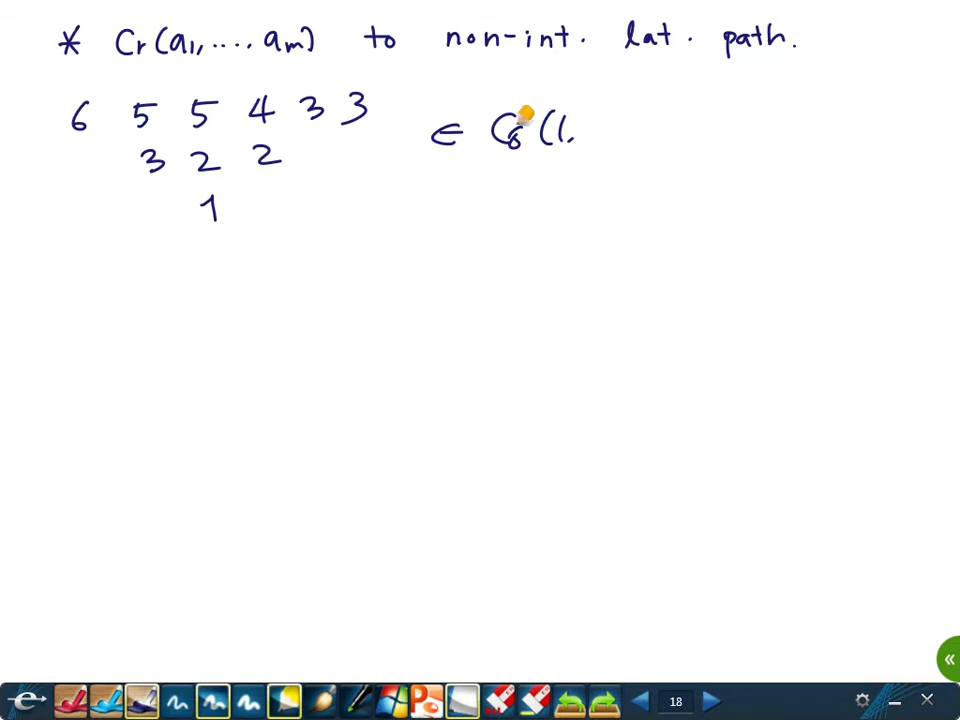 * Cr(a1, .... am) to non-int. lat. path.
6 5 5 4 3 3 ∈ C6(1,
3 2 2
1
18